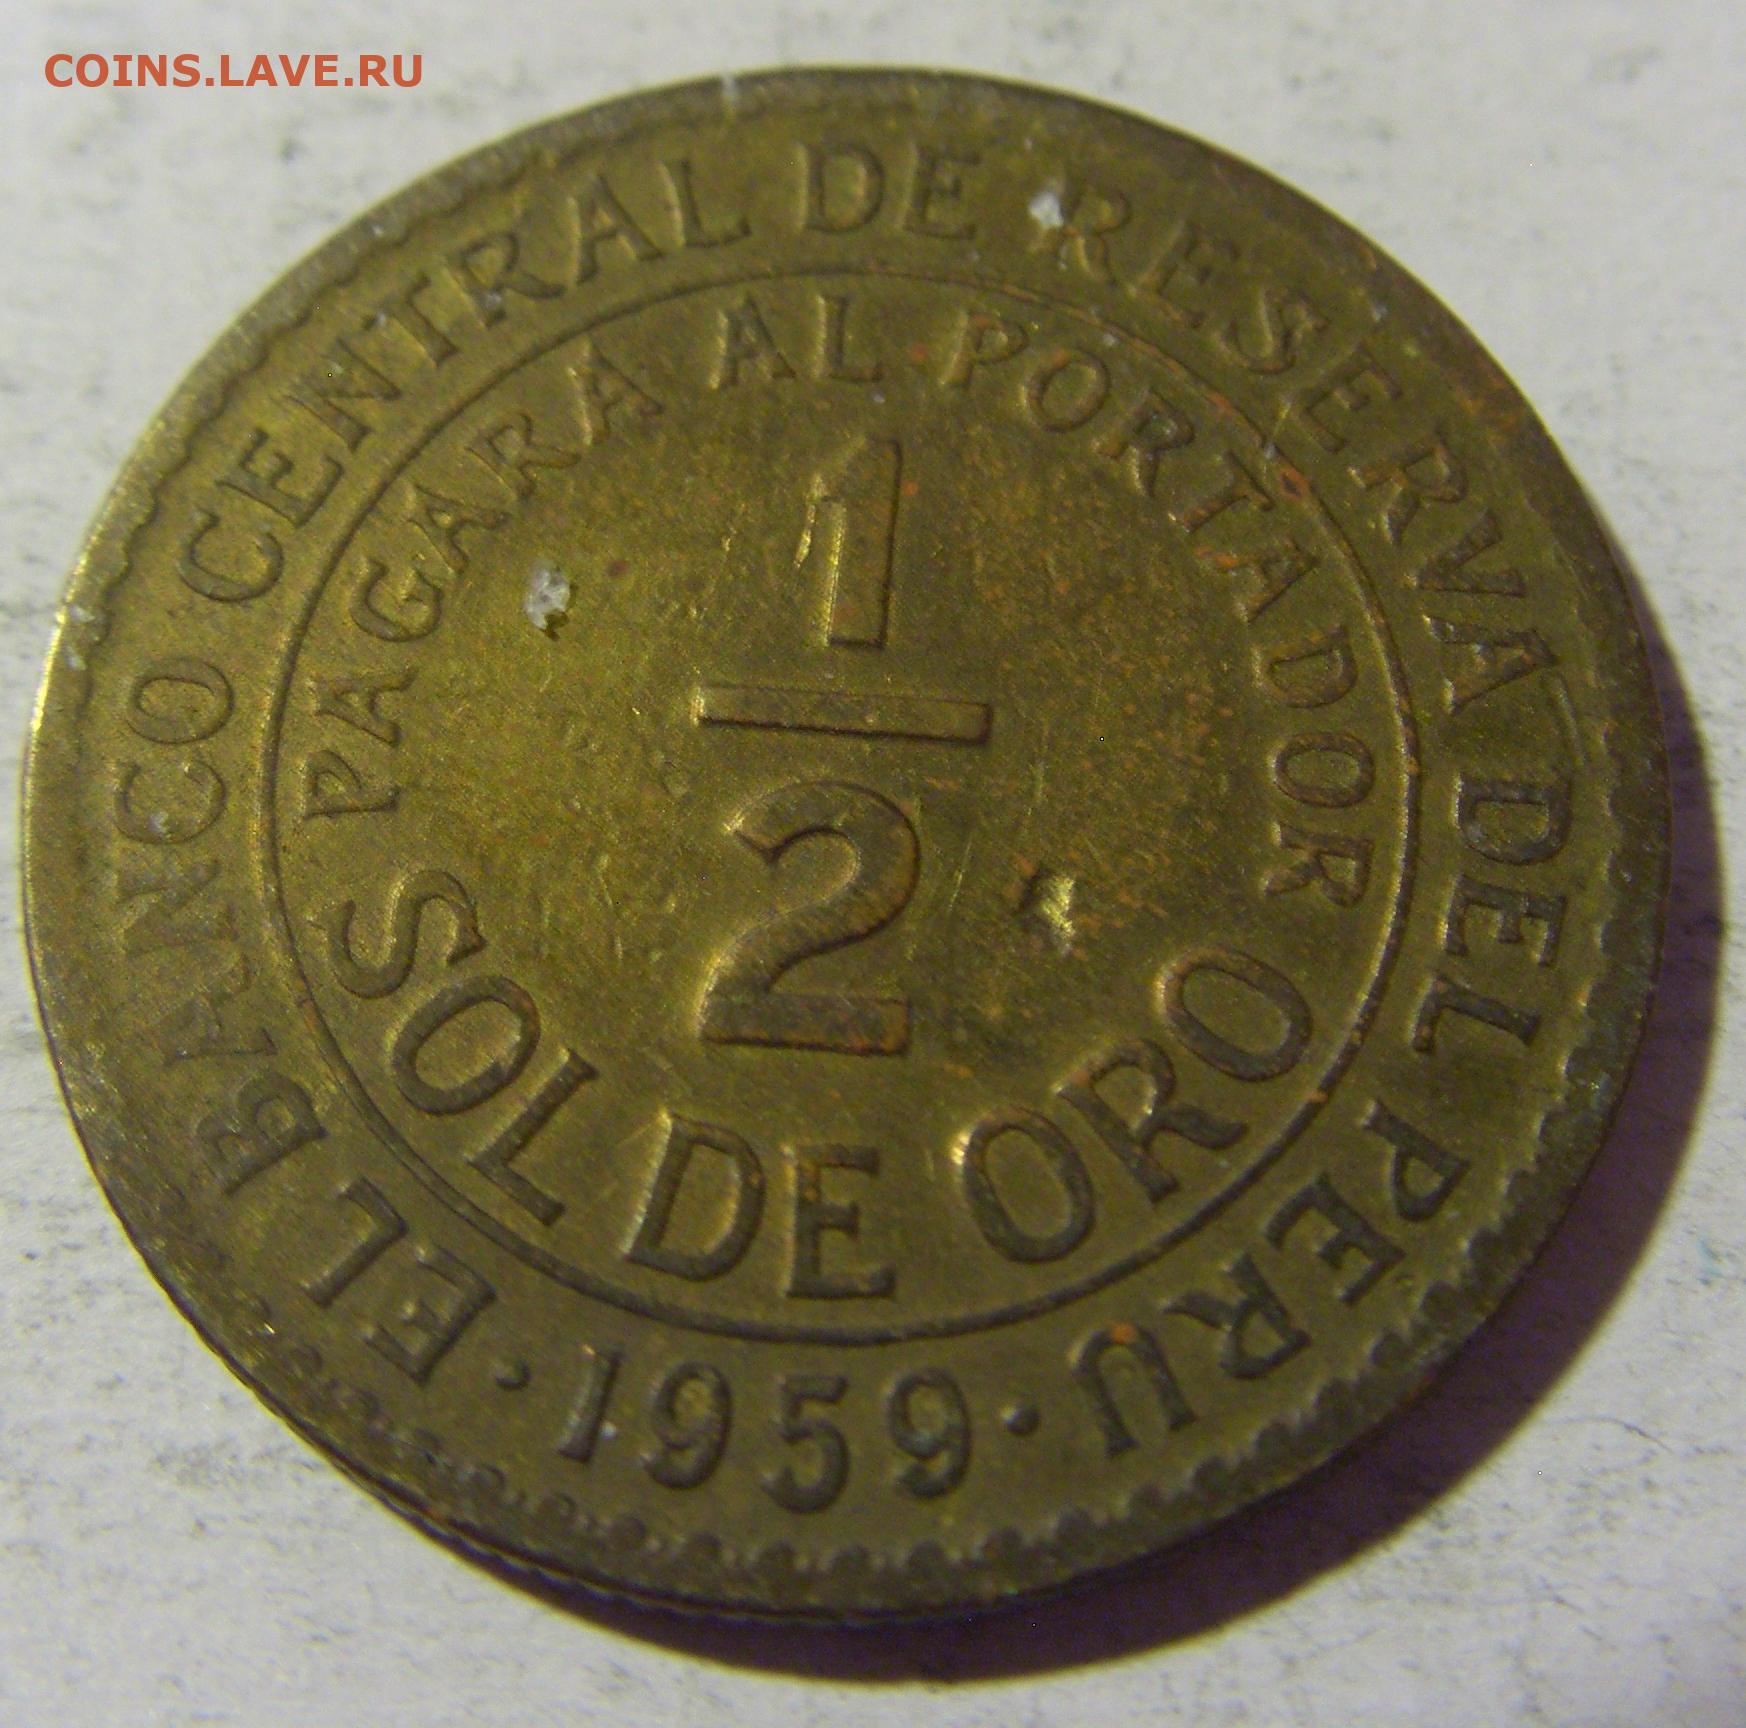 COINS.LAVE.RU
EL BANCO CENTRAL DE RESERVA DEL PERU
PAGARA AL PORTADOR
1
2
SOL DE ORO
· 1959 ·